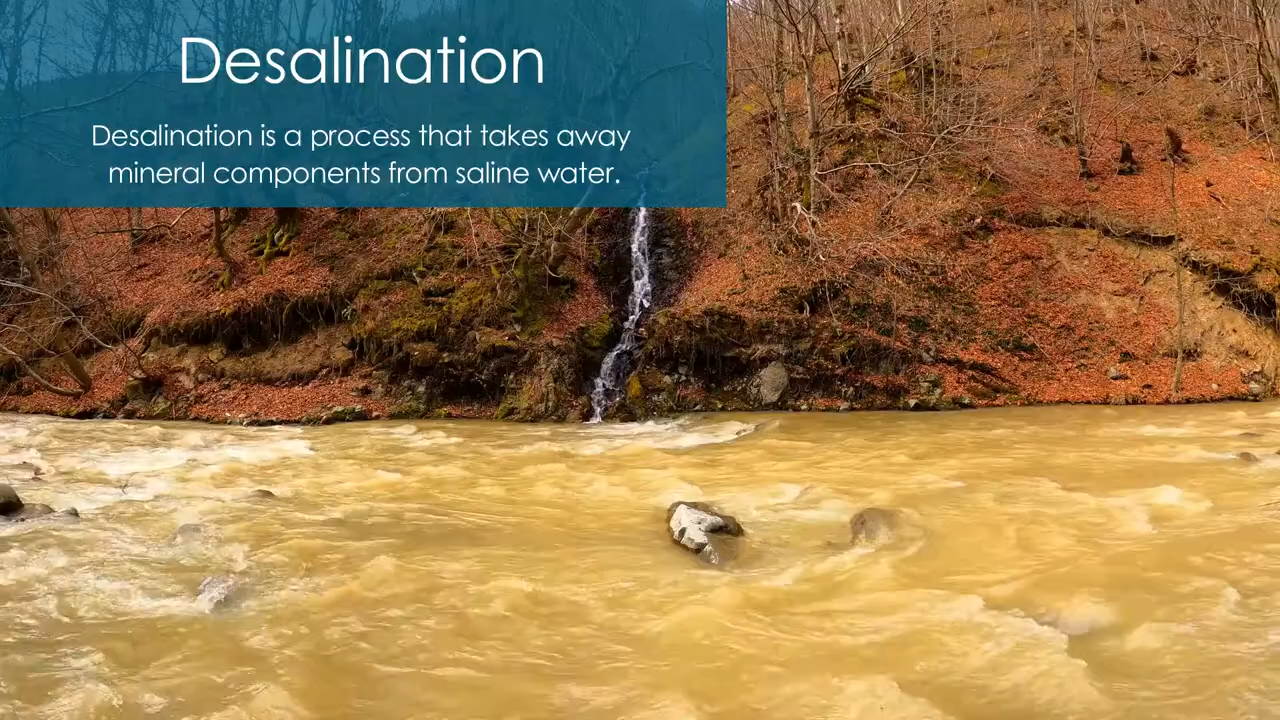 Desalination
Desalination is a process that takes away
mineral components from saline water.